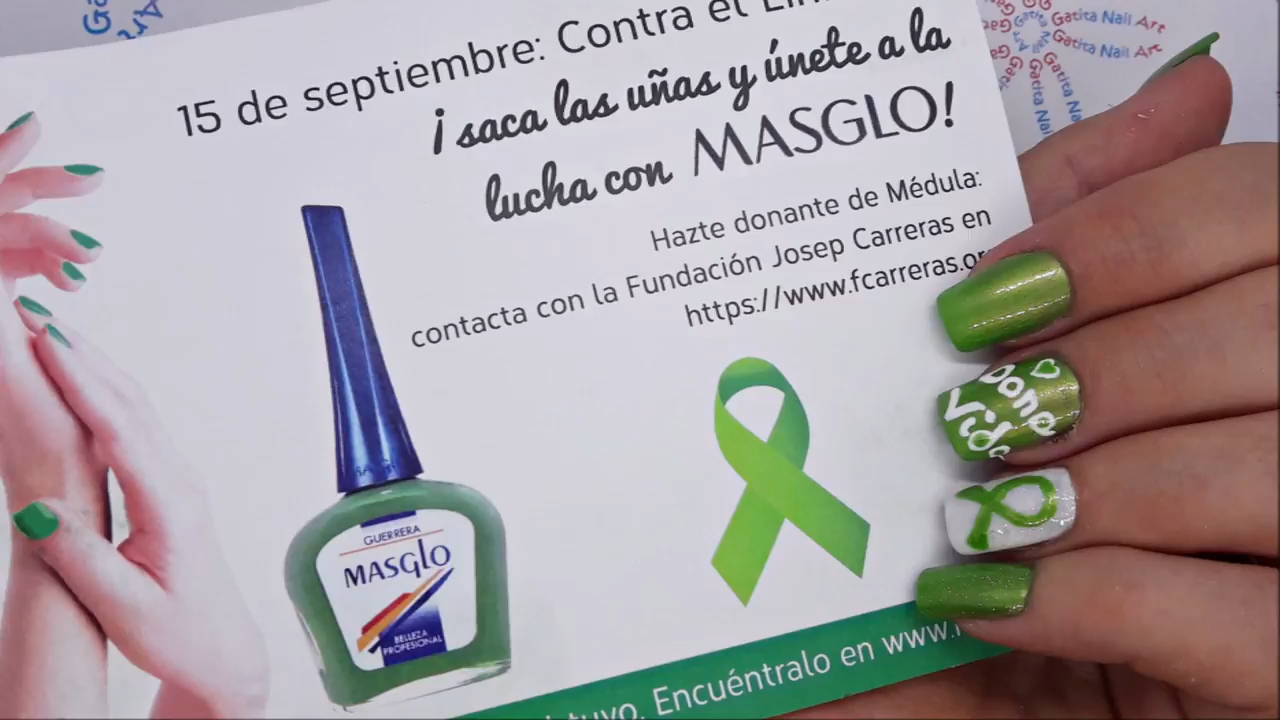 15 de septiembre: Contra el
¡ saca las uñas y únete a la
lucha con MASGLO!
Hazte donante de Médula:
contacta con la Fundación Josep Carreras en
https://www.fcarreras.or
GUERRERA
MASGLO
BELLEZA
PROFESIONAL
Encuéntralo en www.
Dona
Vida
Gatita Nail Art
Gatita Nail Art